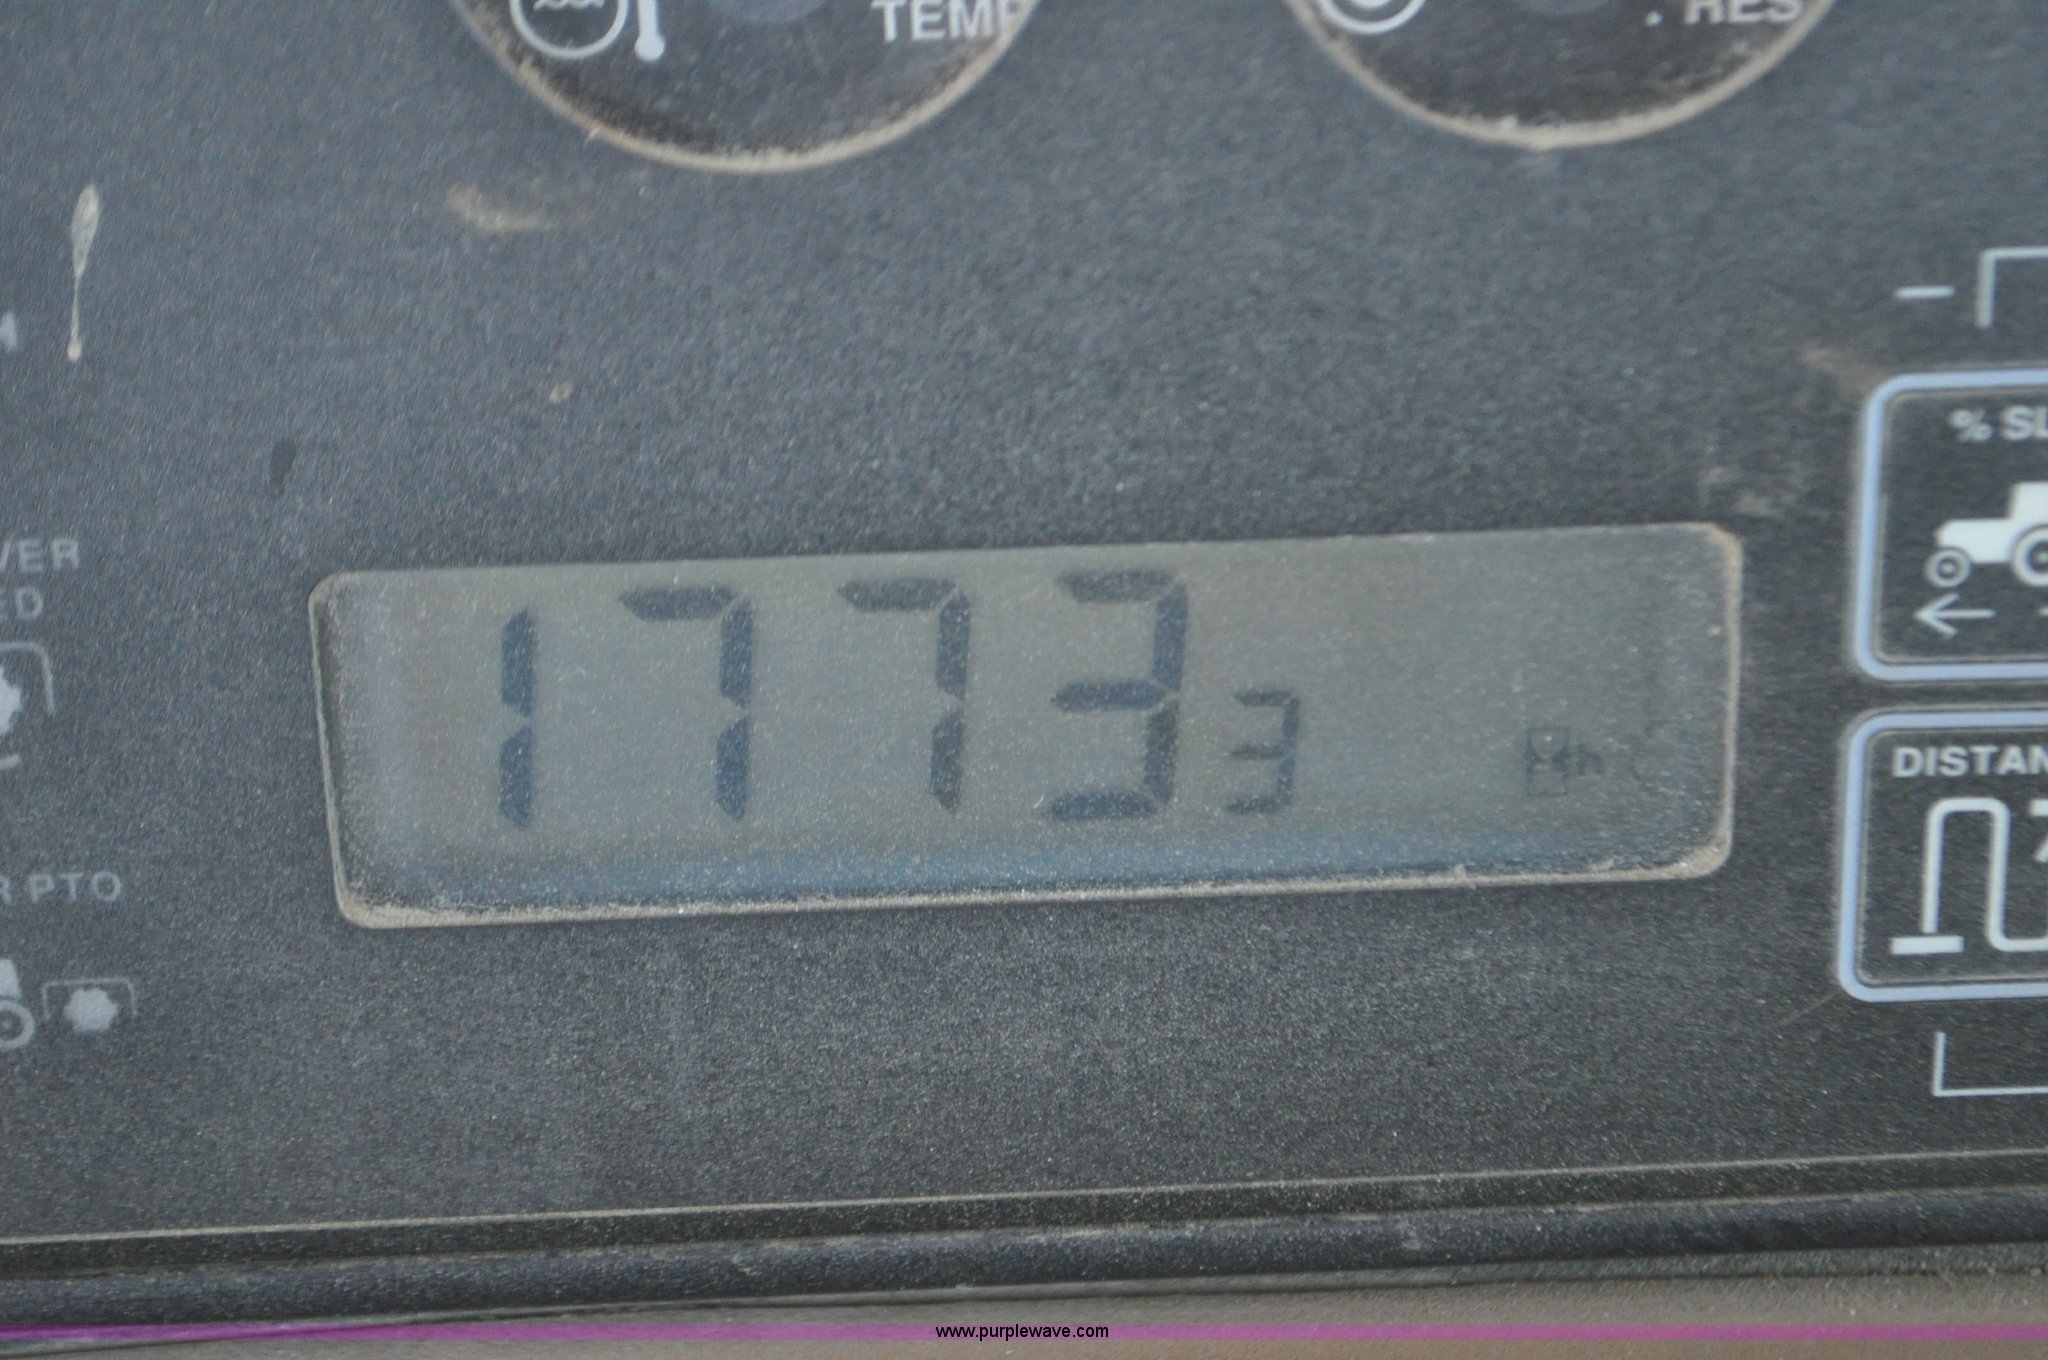 TEMP
. RES
VER
ED
% SL
17733
h
DISTAN
R PTO
www.purplewave.com